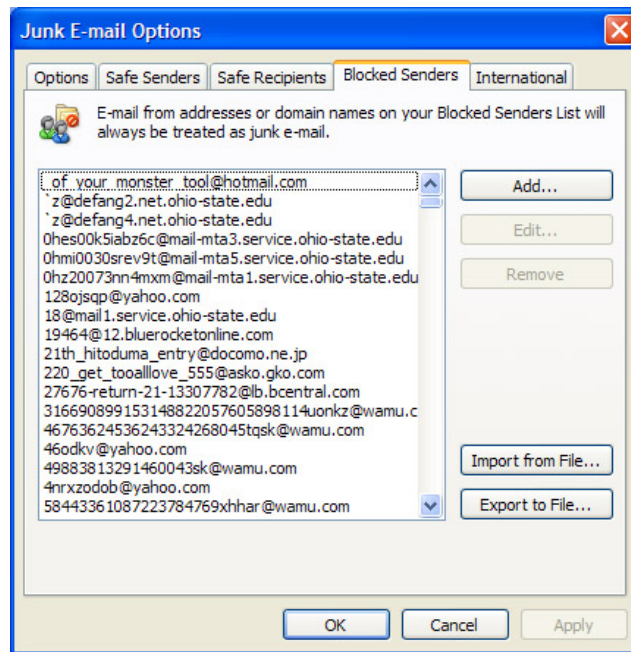 Junk E-mail Options
Options Safe Senders Safe Recipients Blocked Senders International
E-mail from addresses or domain names on your Blocked Senders List will
always be treated as junk e-mail.
_of_your_monster_tool@hotmail.com
`z@defang2.net.ohio-state.edu
`z@defang4.net.ohio-state.edu
0hes00k5iabz6c@mail-mta3.service.ohio-state.edu
0hmi0030srev9t@mail-mta5.service.ohio-state.edu
0hz20073nn4mxm@mail-mta1.service.ohio-state.edu
128ojsqp@yahoo.com
18@mail1.service.ohio-state.edu
19464@12.bluerocketonline.com
21th_hitoduma_entry@docomo.ne.jp
220_get_tooalllove_555@asko.gko.com
27676-return-21-13307782@lb.bcentral.com
31669089915314882205760589811​4uonkz@wamu.c
46763624536243324268045tqsk@wamu.com
46odkv@yahoo.com
49883813291460043sk@wamu.com
4nrxzodob@yahoo.com
58443361087223784769xhhar@wamu.com
Add...
Edit...
Remove
Import from File...
Export to File...
OK Cancel Apply